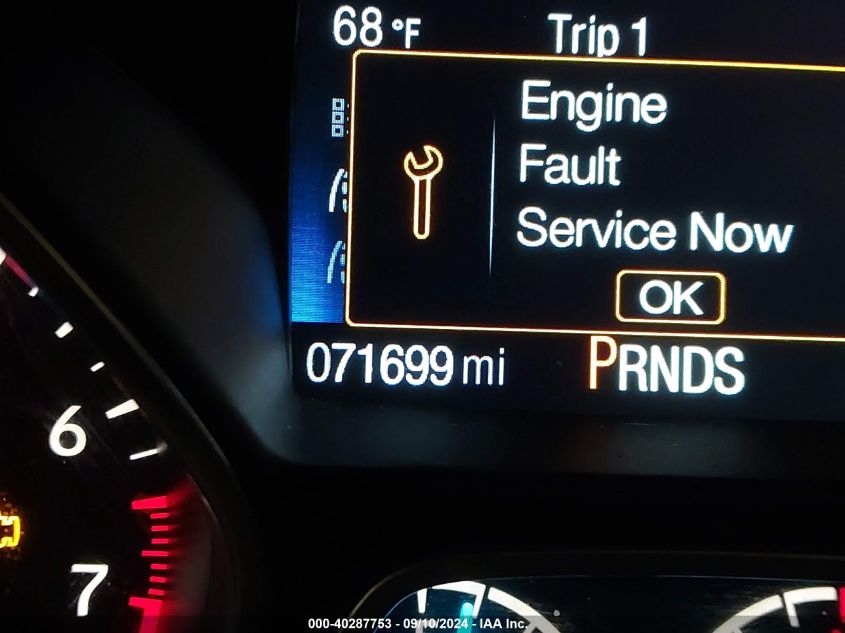 68 °F Trip 1
Engine
Fault
Service Now
OK
071699 mi PRNDS
6
7
000-40287753 - 09/10/2024 - IAA Inc.